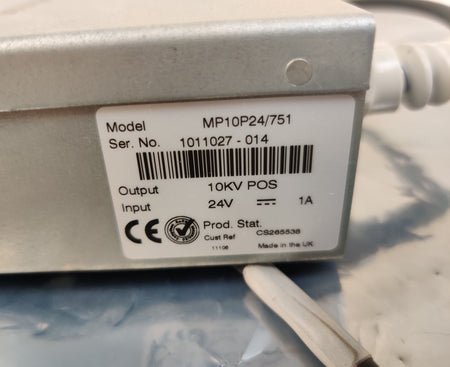 Model MP10P24/751
Ser. No. 1011027 - 014
Output 10KV POS
Input 24V 1A
CE Prod. Stat.
Cust Ref CS265538
11106 Made in the UK